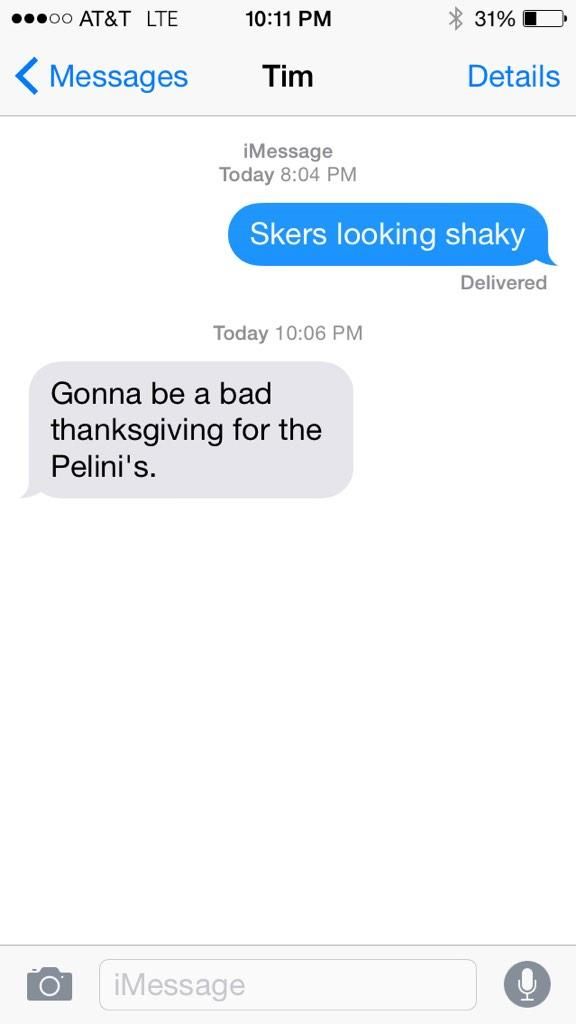 AT&T LTE 10:11 PM 31%
Messages Tim Details
iMessage
Today 8:04 PM
Skers looking shaky
Delivered
Today 10:06 PM
Gonna be a bad
thanksgiving for the
Pelini's.
iMessage